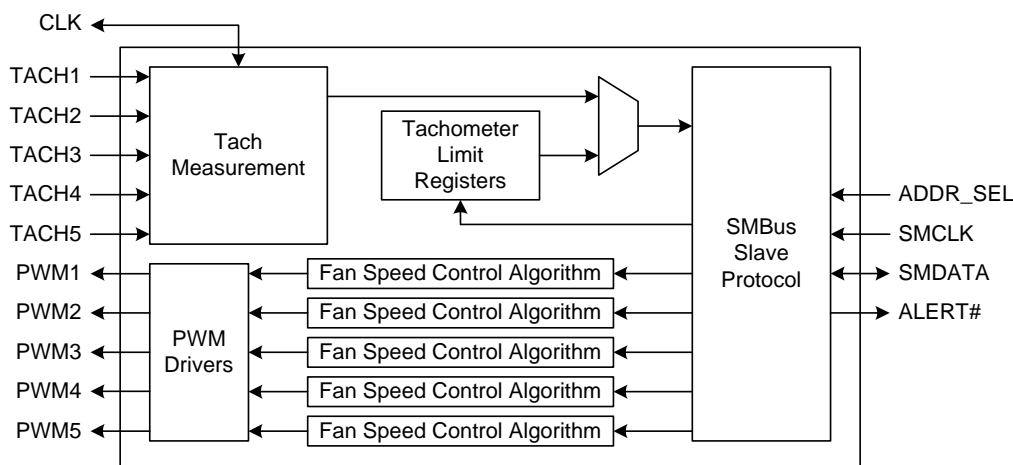 CLK
TACH1
TACH2
TACH3
TACH4
TACH5
Tach
Measurement
Tachometer
Limit
Registers
SMBus
Slave
Protocol
ADDR_SEL
SMCLK
SMDATA
ALERT#
PWM1
PWM2
PWM3
PWM4
PWM5
PWM
Drivers
Fan Speed Control Algorithm
Fan Speed Control Algorithm
Fan Speed Control Algorithm
Fan Speed Control Algorithm
Fan Speed Control Algorithm